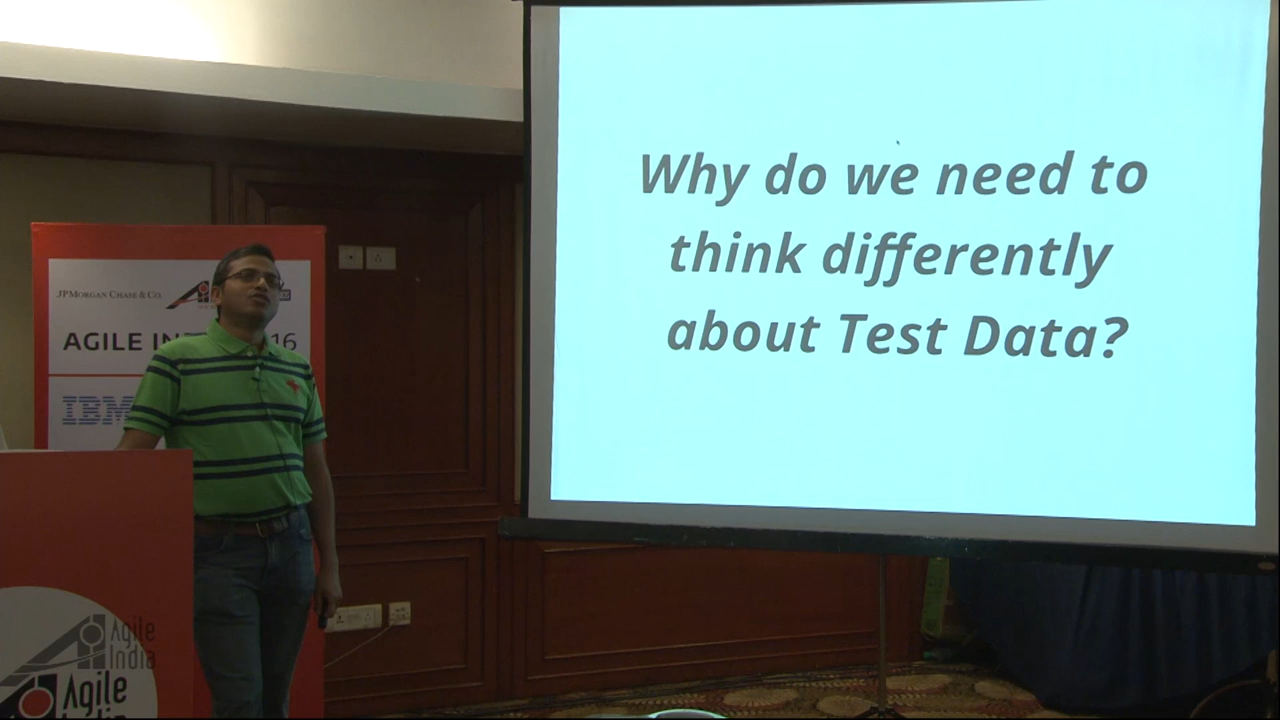 Why do we need to
think differently
about Test Data?
JPMORGAN CHASE & CO.
AGILE IN 16
IBM
Agile
India
Agile
India